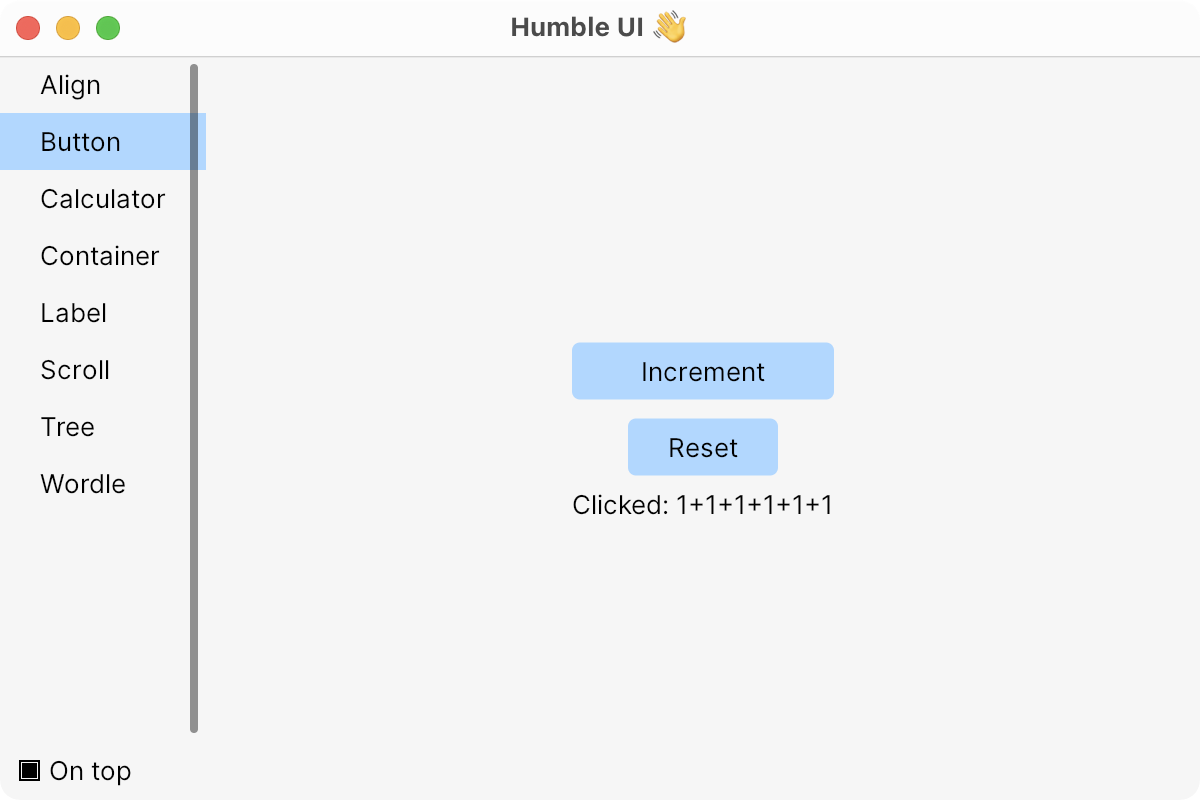 Humble UI 👋
Align
Button
Calculator
Container
Label
Scroll
Tree
Wordle
Increment
Reset
Clicked: 1+1+1+1+1+1
On top